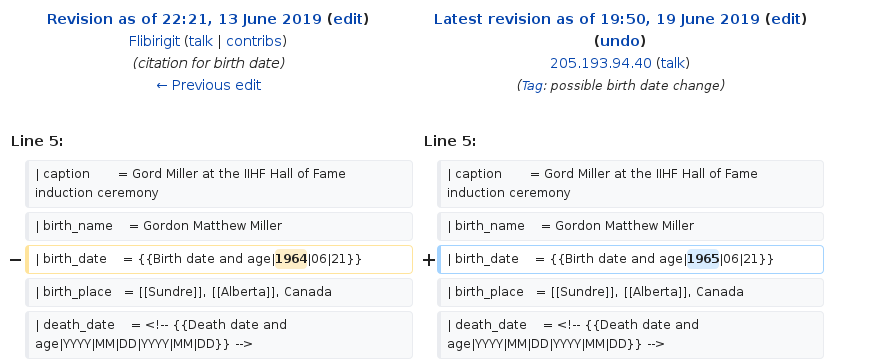 Revision as of 22:21, 13 June 2019 (edit)
Flibirigit (talk | contribs)
(citation for birth date)
← Previous edit
Latest revision as of 19:50, 19 June 2019 (edit)
(undo)
205.193.94.40 (talk)
(Tag: possible birth date change)
Line 5:
| caption = Gord Miller at the IIHF Hall of Fame
induction ceremony
| birth_name = Gordon Matthew Miller
− | birth_date = {{Birth date and age|1964|06|21}}
| birth_place = [[Sundre]], [[Alberta]], Canada
| death_date = <!-- {{Death date and
age|YYYY|MM|DD|YYYY|MM|DD}} -->
Line 5:
| caption = Gord Miller at the IIHF Hall of Fame
induction ceremony
| birth_name = Gordon Matthew Miller
+ | birth_date = {{Birth date and age|1965|06|21}}
| birth_place = [[Sundre]], [[Alberta]], Canada
| death_date = <!-- {{Death date and
age|YYYY|MM|DD|YYYY|MM|DD}} -->